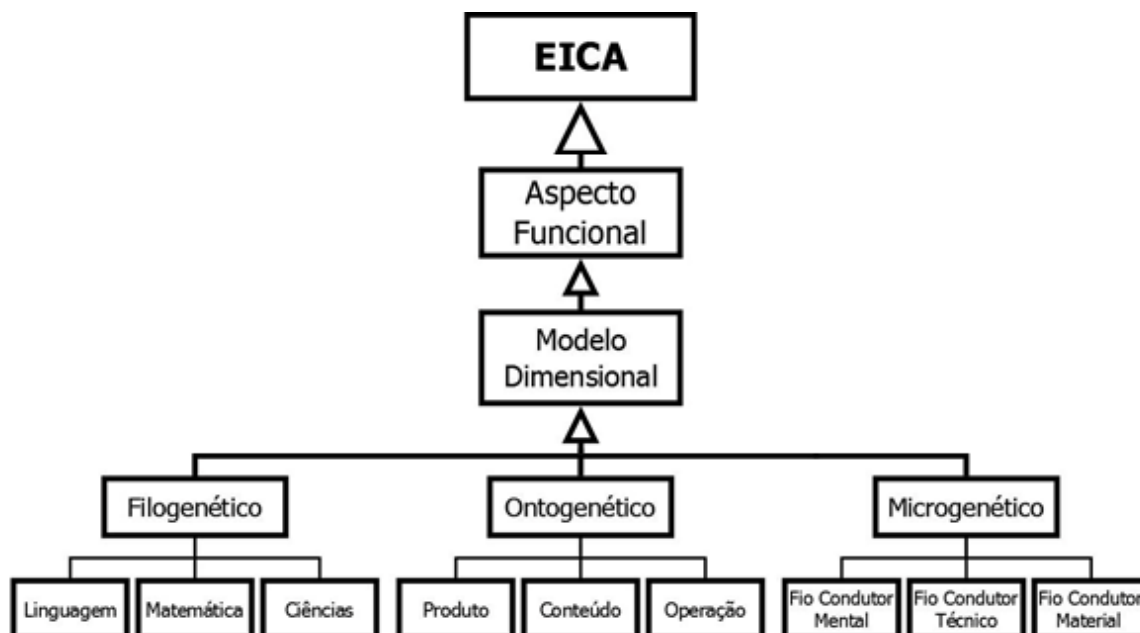 EICA
Aspecto
Funcional
Modelo
Dimensional
Filogenético
Ontogenético
Microgenético
Linguagem
Matemática
Ciências
Produto
Conteúdo
Operação
Fio Condutor
Mental
Fio Condutor
Técnico
Fio Condutor
Material